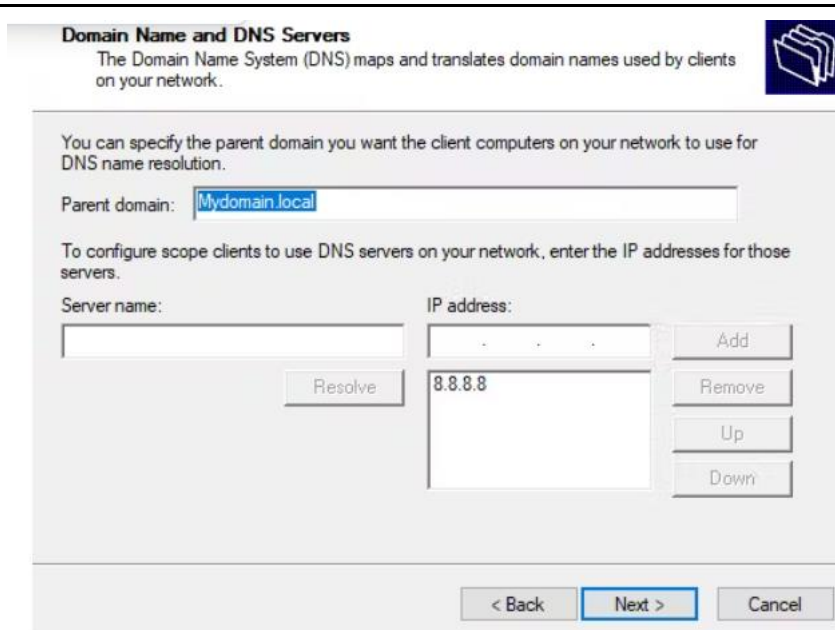 Domain Name and DNS Servers
The Domain Name System (DNS) maps and translates domain names used by clients
on your network.
You can specify the parent domain you want the client computers on your network to use for
DNS name resolution.
Parent domain: Mydomain.local
To configure scope clients to use DNS servers on your network, enter the IP addresses for those
servers.
Server name: IP address:
. . . Add
Resolve 8.8.8.8 Remove
Up
Down
< Back Next > Cancel